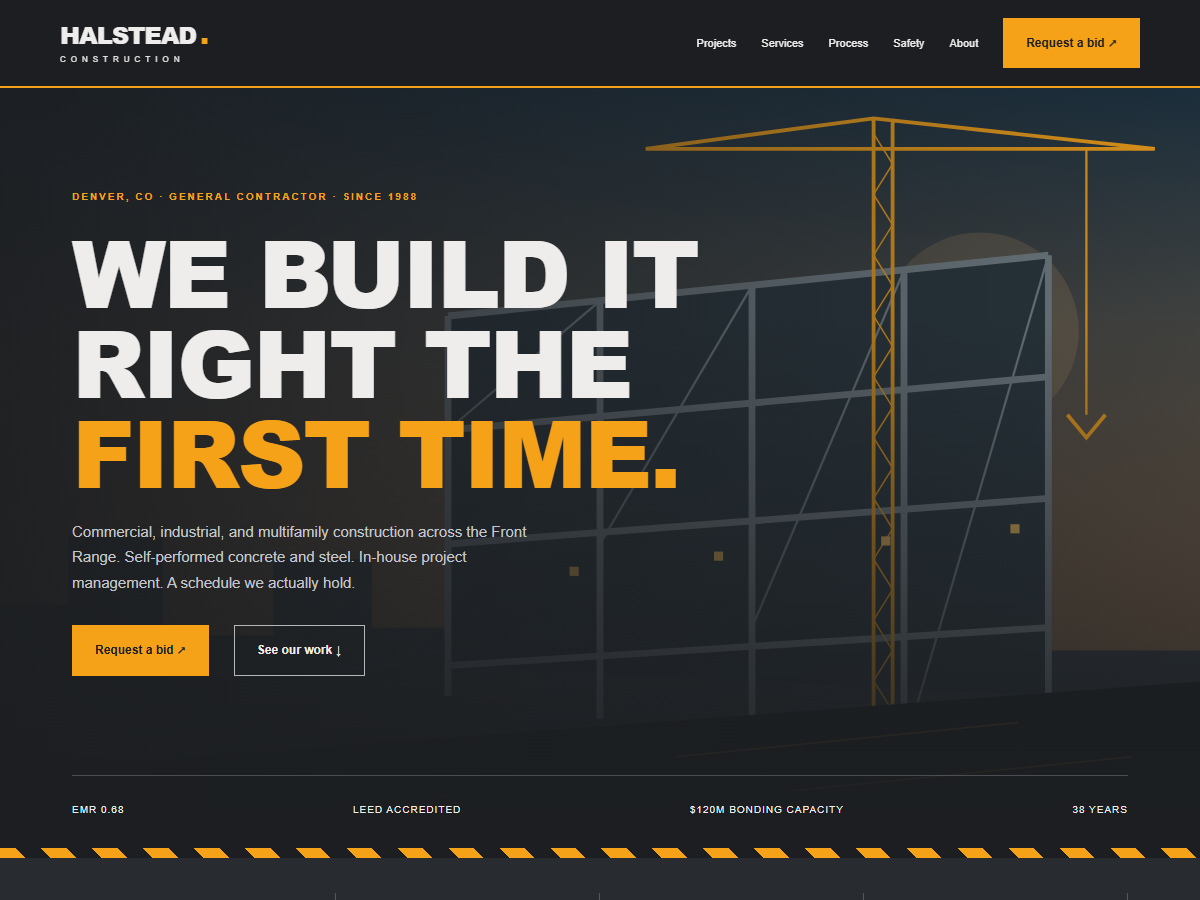 HALSTEAD.
CONSTRUCTION
Projects Services Process Safety About Request a bid ↗
DENVER, CO · GENERAL CONTRACTOR · SINCE 1988
WE BUILD IT
RIGHT THE
FIRST TIME.
Commercial, industrial, and multifamily construction across the Front
Range. Self-performed concrete and steel. In-house project
management. A schedule we actually hold.
Request a bid ↗ See our work ↓
EMR 0.68 LEED ACCREDITED $120M BONDING CAPACITY 38 YEARS